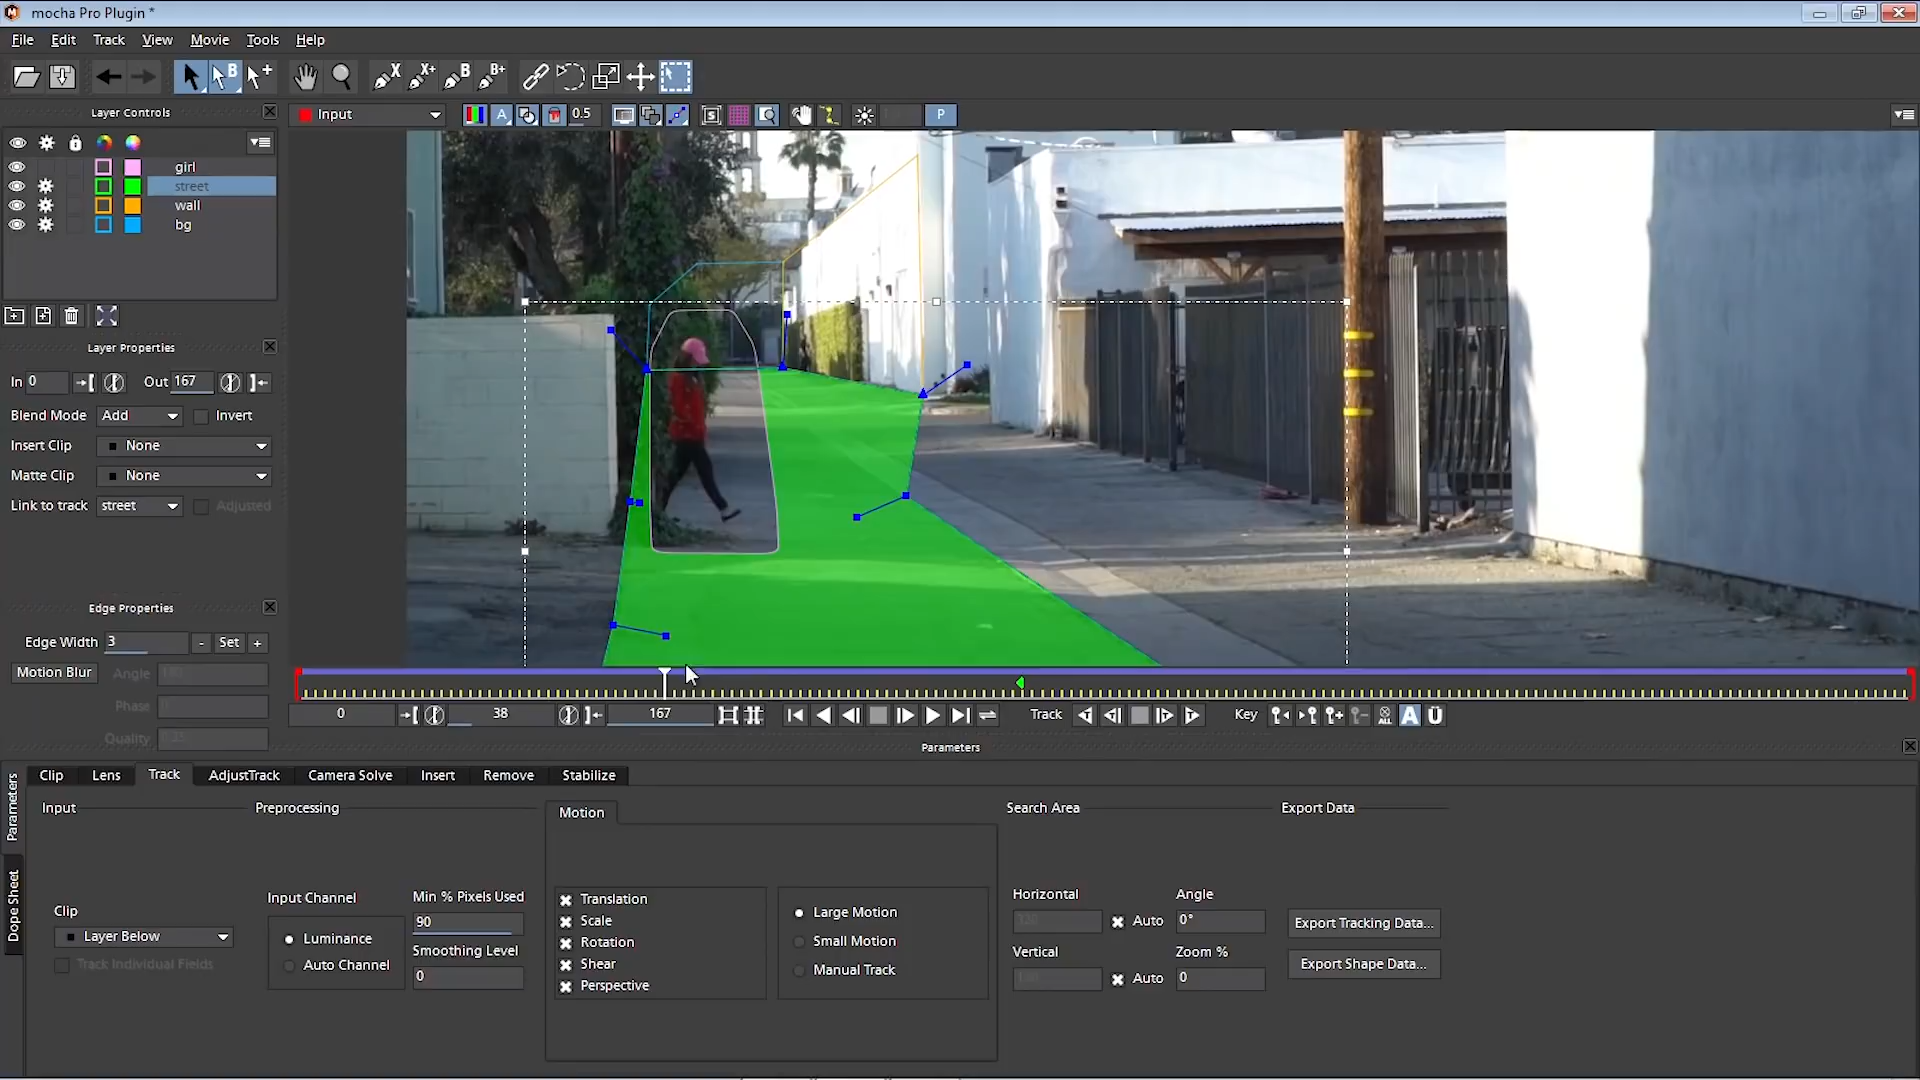 mocha Pro Plugin *
File Edit Track View Movie Tools Help
Layer Controls
Input
A
0.5
P
girl
street
wall
bg
Layer Properties
In 0 Out 167
Blend Mode Add Invert
Insert Clip None
Matte Clip None
Link to track street Adjusted
Edge Properties
Edge Width 3 - Set +
Motion Blur Angle 180
Phase 0
Quality 0.25
0 38 167 Track Key ALL A Ü
Parameters
Clip Lens Track AdjustTrack Camera Solve Insert Remove Stabilize
Parameters
Dope Sheet
Input Preprocessing Motion Search Area Export Data
Clip
Layer Below
Track Individual Fields
Input Channel
Luminance
Auto Channel
Min % Pixels Used
90
Smoothing Level
0
Translation
Scale
Rotation
Shear
Perspective
Large Motion
Small Motion
Manual Track
Horizontal
Auto
Vertical
Auto
Angle
0°
Zoom %
0
Export Tracking Data...
Export Shape Data...